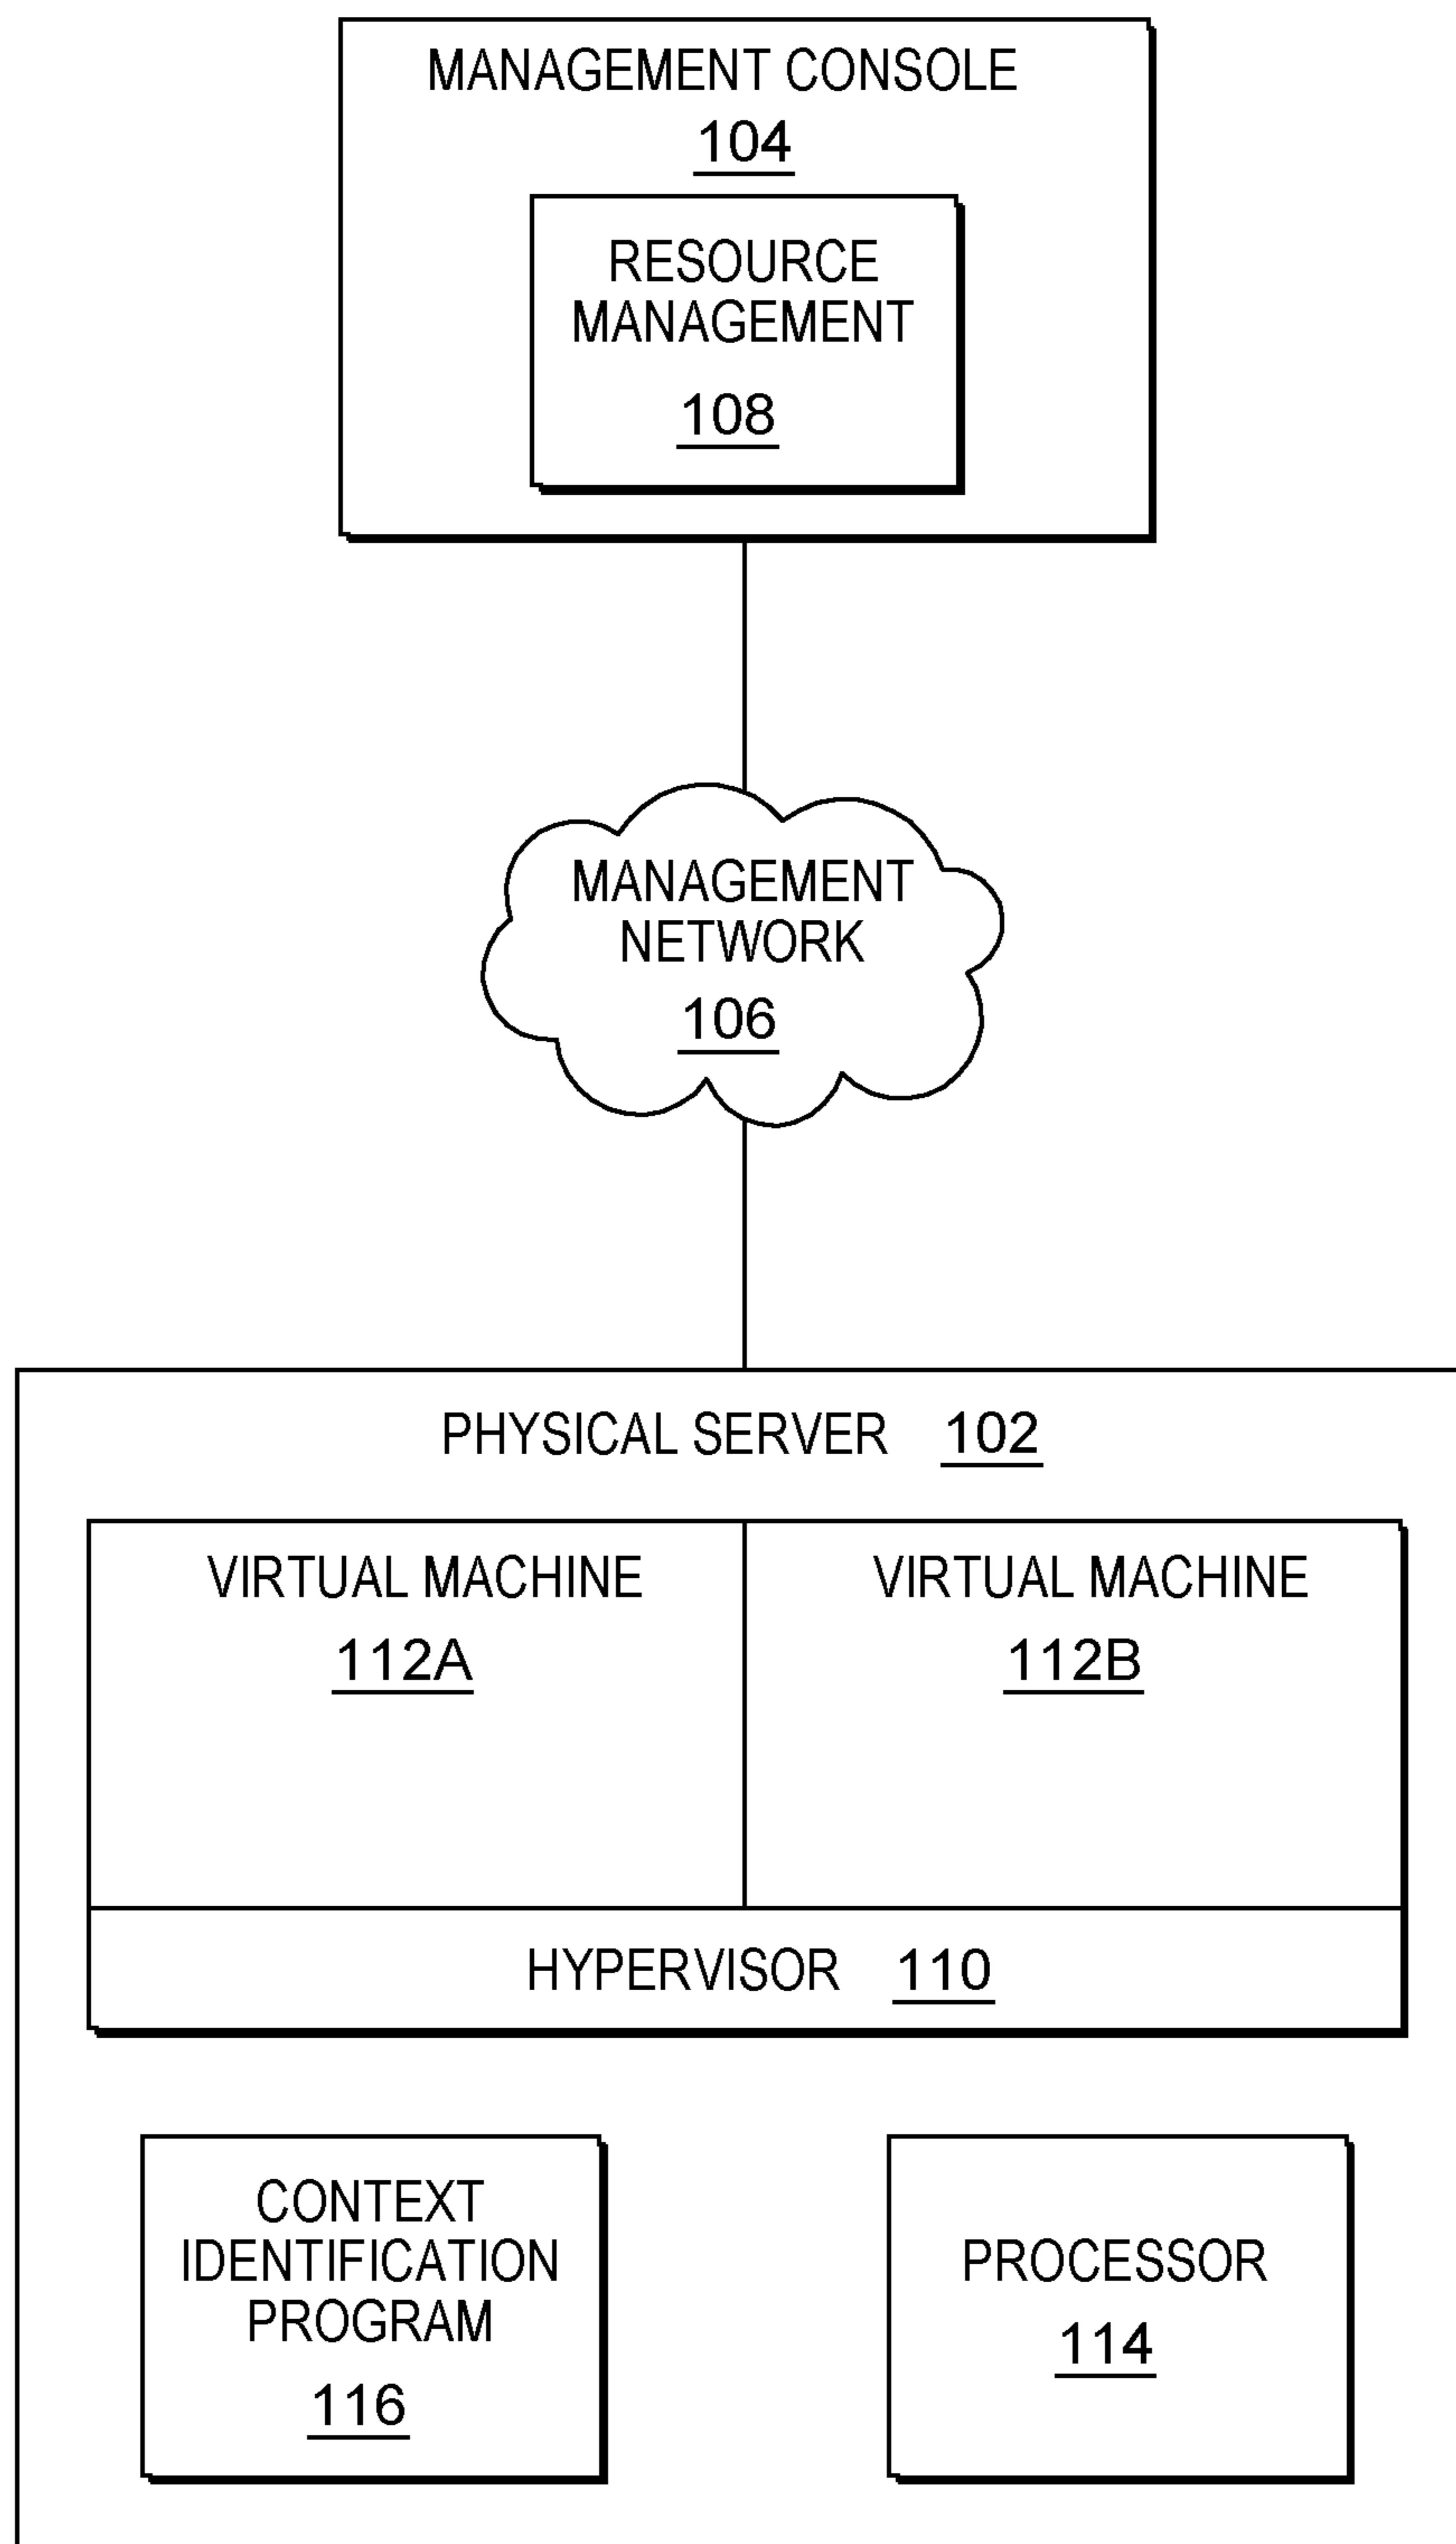 MANAGEMENT CONSOLE
104
RESOURCE
MANAGEMENT
108
MANAGEMENT
NETWORK
106
PHYSICAL SERVER 102
VIRTUAL MACHINE
112A
VIRTUAL MACHINE
112B
HYPERVISOR 110
CONTEXT
IDENTIFICATION
PROGRAM
116
PROCESSOR
114